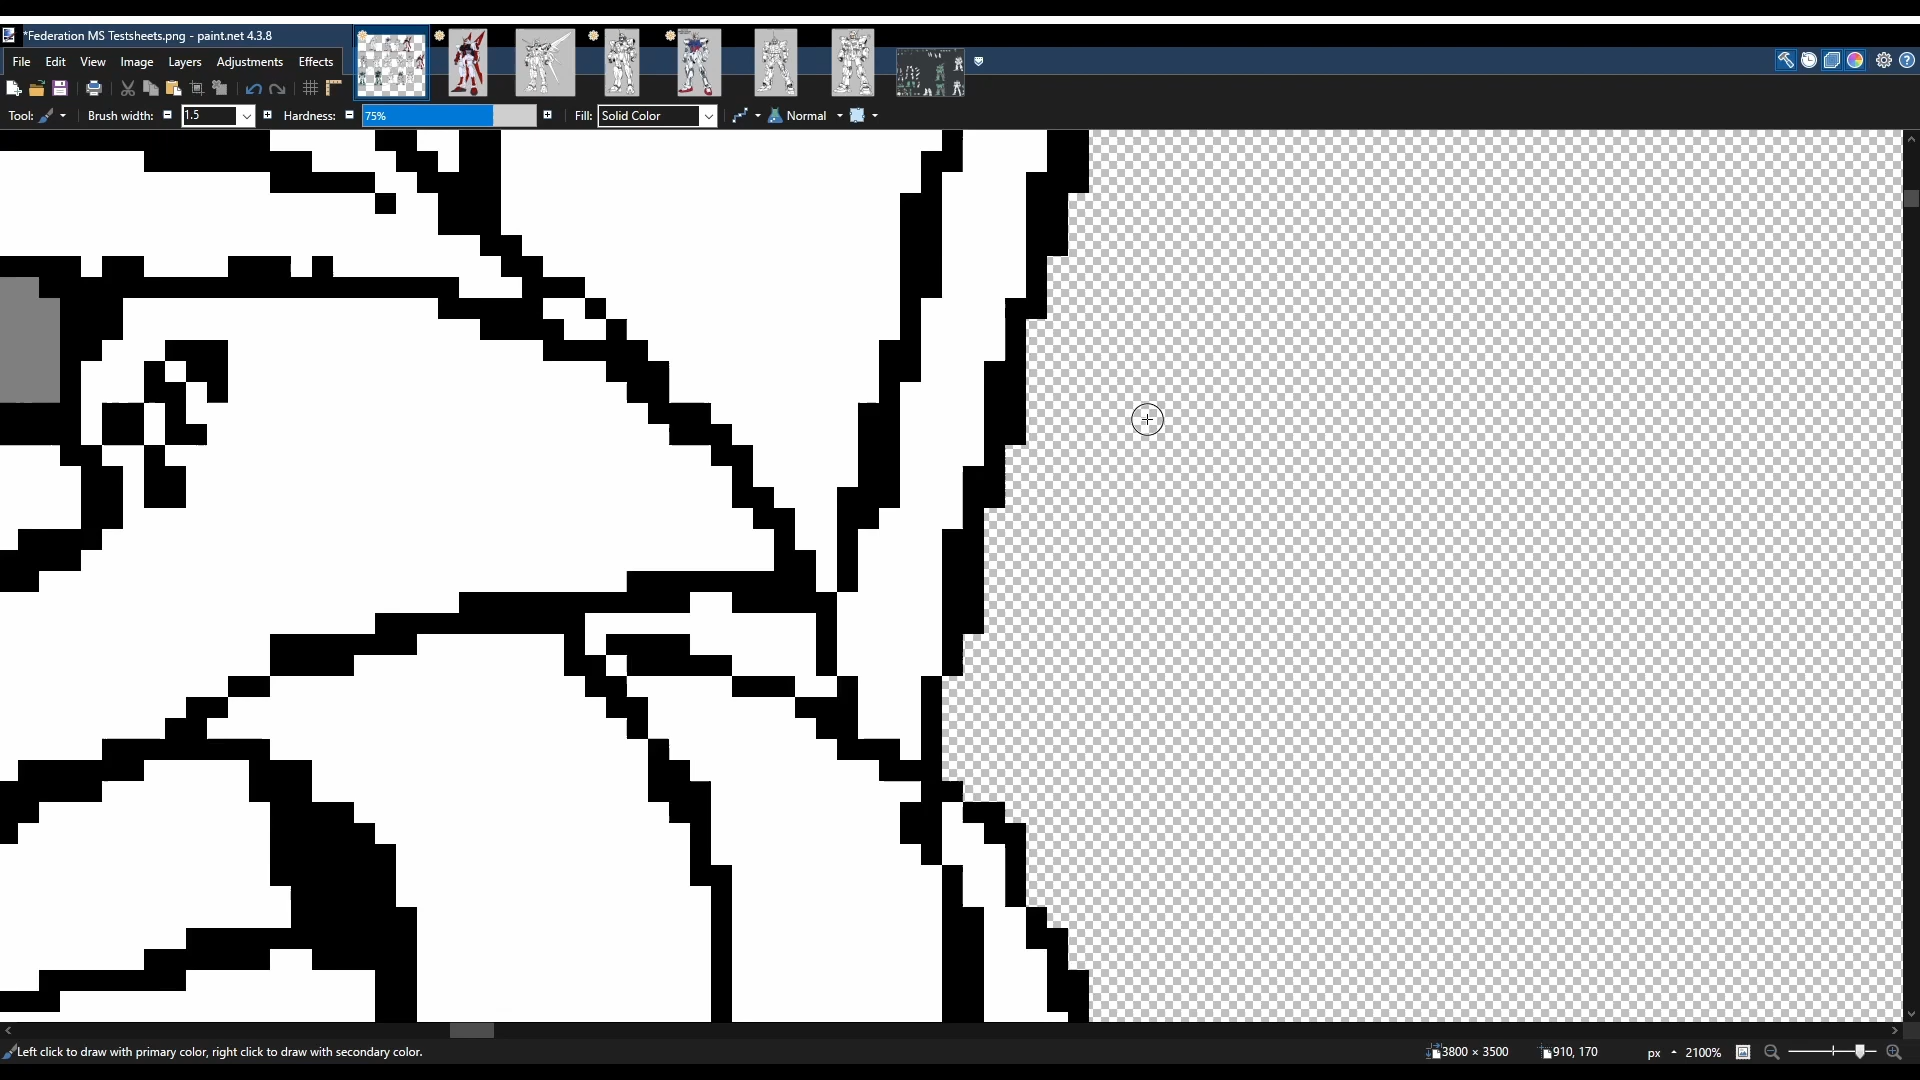 *Federation MS Testsheets.png - paint.net 4.3.8
File Edit View Image Layers Adjustments Effects
Tool: Brush width: 1.5 Hardness: 75% Fill: Solid Color Normal
Left click to draw with primary color, right click to draw with secondary color. 3800 × 3500 910, 170 px 2100%